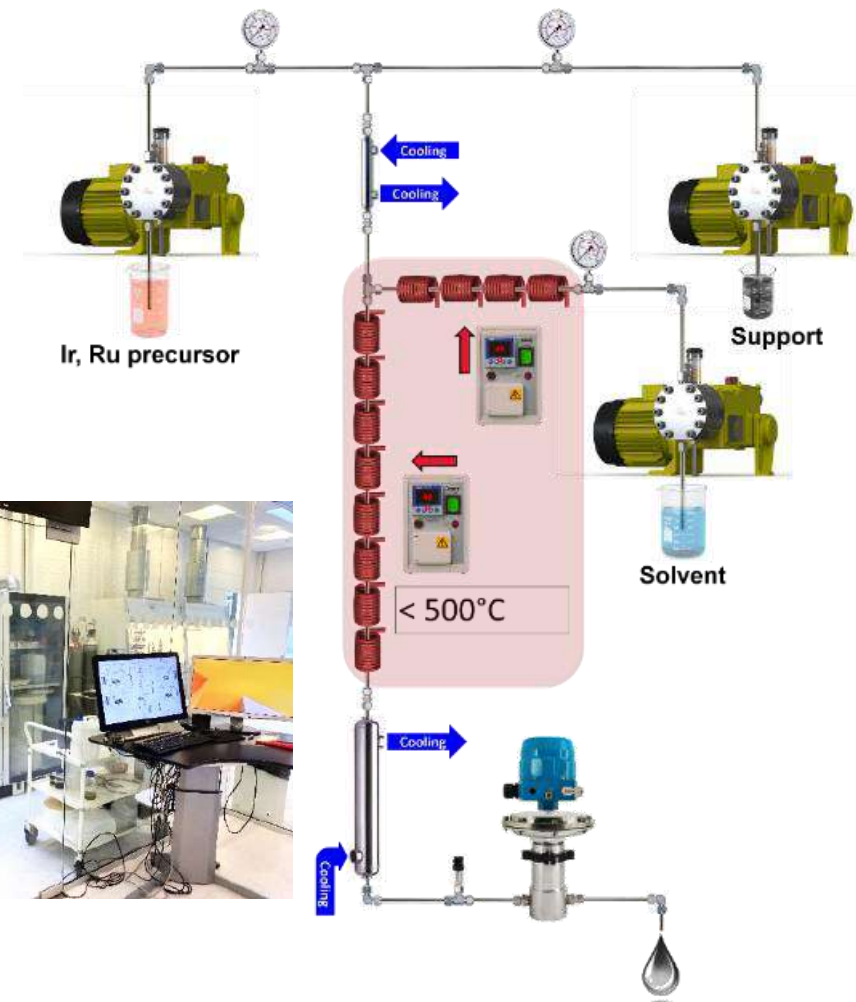 Cooling
Cooling
Ir, Ru precursor
Support
Solvent
< 500°C
Cooling
Cooling